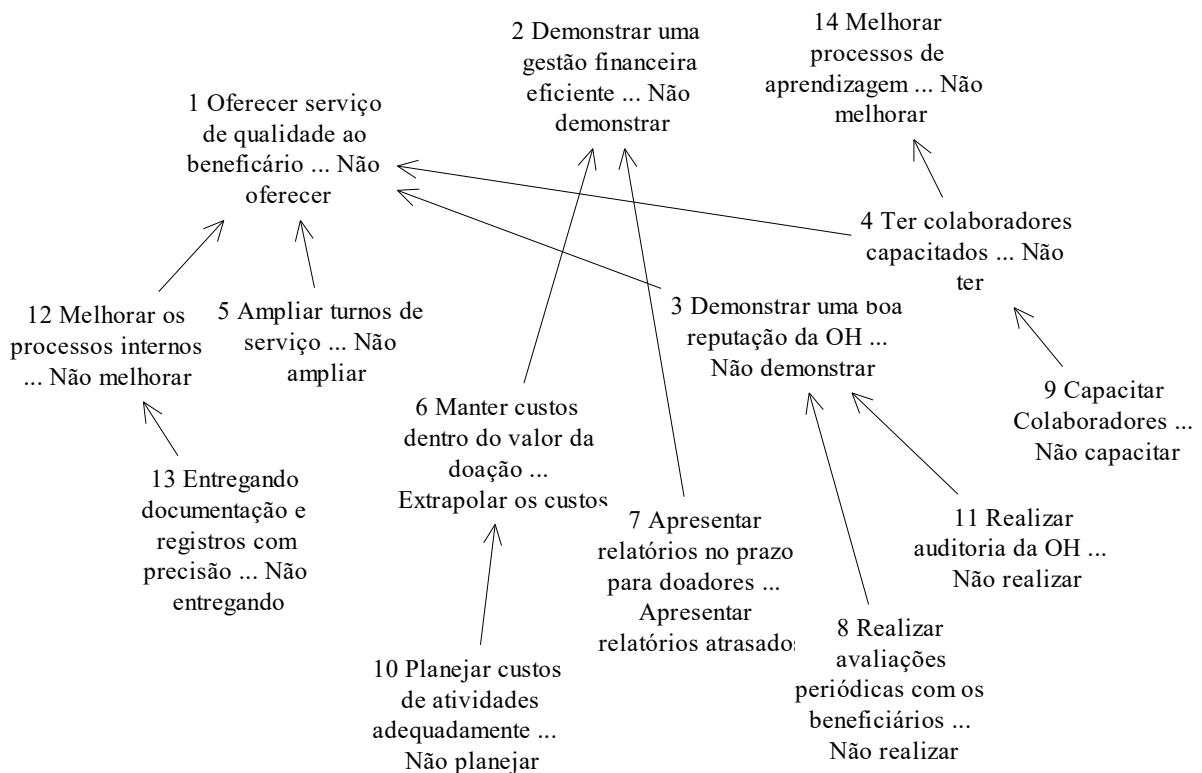 2 Demonstrar uma
gestão financeira
eficiente ... Não
demonstrar
14 Melhorar
processos de
aprendizagem ... Não
melhorar
1 Oferecer serviço
de qualidade ao
beneficário ... Não
oferecer
4 Ter colaboradores
capacitados ... Não
ter
12 Melhorar os
processos internos
... Não melhorar
5 Ampliar turnos de
serviço ... Não
ampliar
3 Demonstrar uma boa
reputação da OH ...
Não demonstrar
6 Manter custos
dentro do valor da
doação ...
Extrapolar os custos
9 Capacitar
Colaboradores ...
Não capacitar
13 Entregando
documentação e
registros com
precisão ... Não
entregando
7 Apresentar
relatórios no prazo
para doadores ...
Apresentar
relatórios atrasados
11 Realizar
auditoria da OH ...
Não realizar
10 Planejar custos
de atividades
adequadamente ...
Não planejar
8 Realizar
avaliações
periódicas com os
beneficiários ...
Não realizar